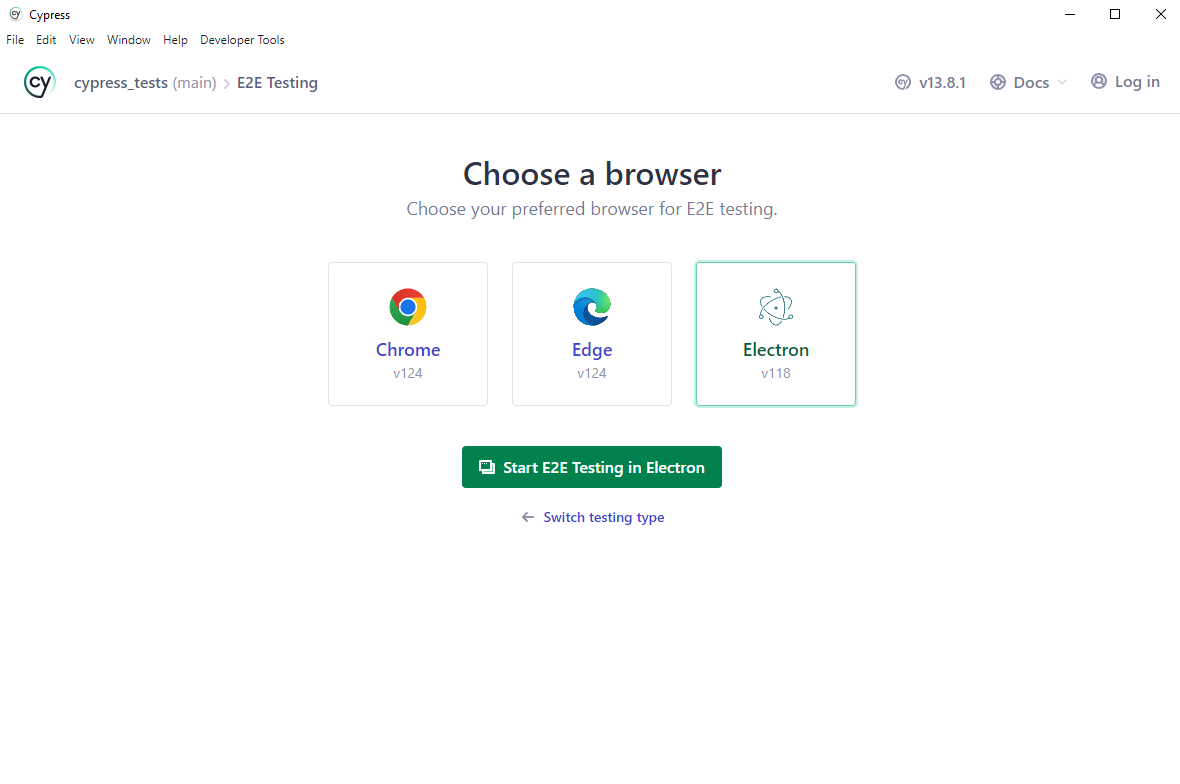 Cypress
File Edit View Window Help Developer Tools
cy cypress_tests (main) > E2E Testing v13.8.1 Docs Log in
Choose a browser
Choose your preferred browser for E2E testing.
Chrome Edge Electron
v124 v124 v118
Start E2E Testing in Electron
← Switch testing type